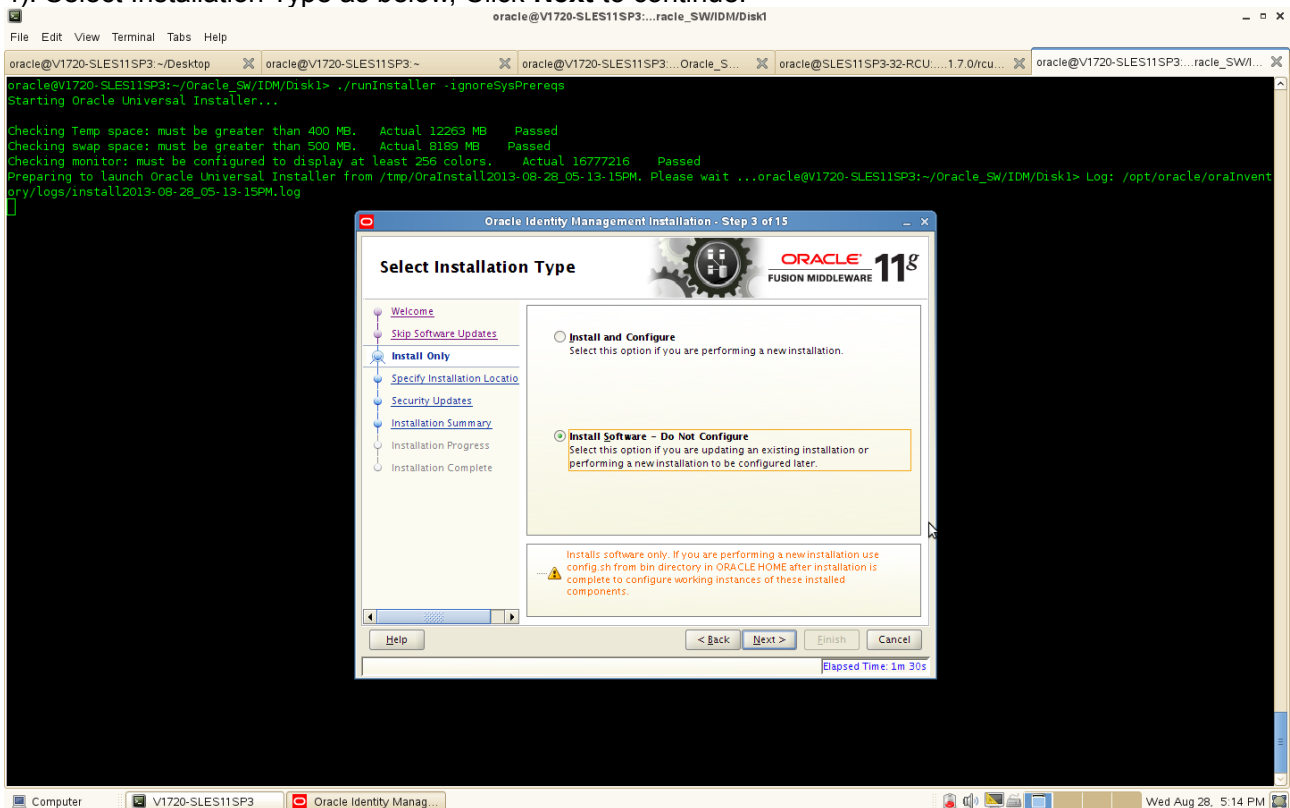 4). Select Installation Type as below, Click Next to continue.
oracle@V1720-SLES11SP3:...racle_SW/IDM/Disk1
File Edit View Terminal Tabs Help
oracle@V1720-SLES11SP3:~/Desktop oracle@V1720-SLES11SP3:~ oracle@V1720-SLES11SP3:...Oracle_S... oracle@SLES11SP3-32-RCU:....1.7.0/rcu... oracle@V1720-SLES11SP3:...racle_SW/I...
oracle@V1720-SLES11SP3:~/Oracle_SW/IDM/Disk1> ./runInstaller -ignoreSysPrereqs
Starting Oracle Universal Installer...
Checking Temp space: must be greater than 400 MB. Actual 12263 MB Passed
Checking swap space: must be greater than 500 MB. Actual 8189 MB Passed
Checking monitor: must be configured to display at least 256 colors. Actual 16777216 Passed
Preparing to launch Oracle Universal Installer from /tmp/OraInstall2013-08-28_05-13-15PM. Please wait ...oracle@V1720-SLES11SP3:~/Oracle_SW/IDM/Disk1> Log: /opt/oracle/oraInvent
ory/logs/install2013-08-28_05-13-15PM.log
Oracle Identity Management Installation - Step 3 of 15
Select Installation Type
ORACLE
FUSION MIDDLEWARE 11g
Welcome
Skip Software Updates
Install Only
Specify Installation Locatio
Security Updates
Installation Summary
Installation Progress
Installation Complete
Install and Configure
Select this option if you are performing a new installation.
Install Software - Do Not Configure
Select this option if you are updating an existing installation or
performing a new installation to be configured later.
Installs software only. If you are performing a new installation use
config.sh from bin directory in ORACLE HOME after installation is
complete to configure working instances of these installed
components.
Help < Back Next > Finish Cancel
Elapsed Time: 1m 30s
Computer V1720-SLES11SP3 Oracle Identity Manag... Wed Aug 28, 5:14 PM